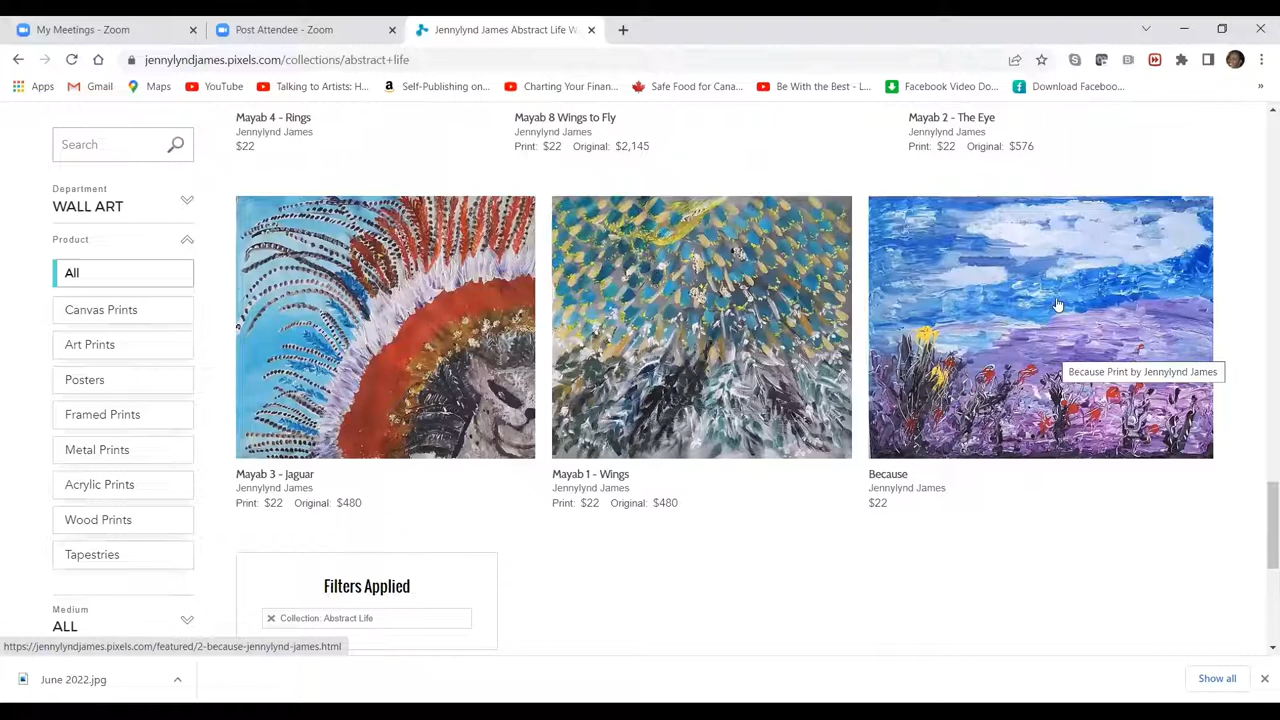 My Meetings - Zoom
Post Attendee - Zoom
Jennylynd James Abstract Life W
jennylyndjames.pixels.com/collections/abstract+life
Apps
Gmail
Maps
YouTube
Talking to Artists: H...
Self-Publishing on...
Charting Your Finan...
Safe Food for Cana...
Be With the Best - L...
Facebook Video Do...
Download Faceboo...
»
Mayab 4 - Rings
Jennylynd James
$22
Mayab 8 Wings to Fly
Jennylynd James
Print: $22 Original: $2,145
Mayab 2 - The Eye
Jennylynd James
Print: $22 Original: $576
Search
Department
WALL ART
Product
All
Canvas Prints
Art Prints
Posters
Framed Prints
Metal Prints
Acrylic Prints
Wood Prints
Tapestries
Medium
ALL
Because Print by Jennylynd James
Mayab 3 - Jaguar
Jennylynd James
Print: $22 Original: $480
Mayab 1 - Wings
Jennylynd James
Print: $22 Original: $480
Because
Jennylynd James
$22
Filters Applied
Collection: Abstract Life
https://jennylyndjames.pixels.com/featured/2-because-jennylynd-james.html
June 2022.jpg
Show all